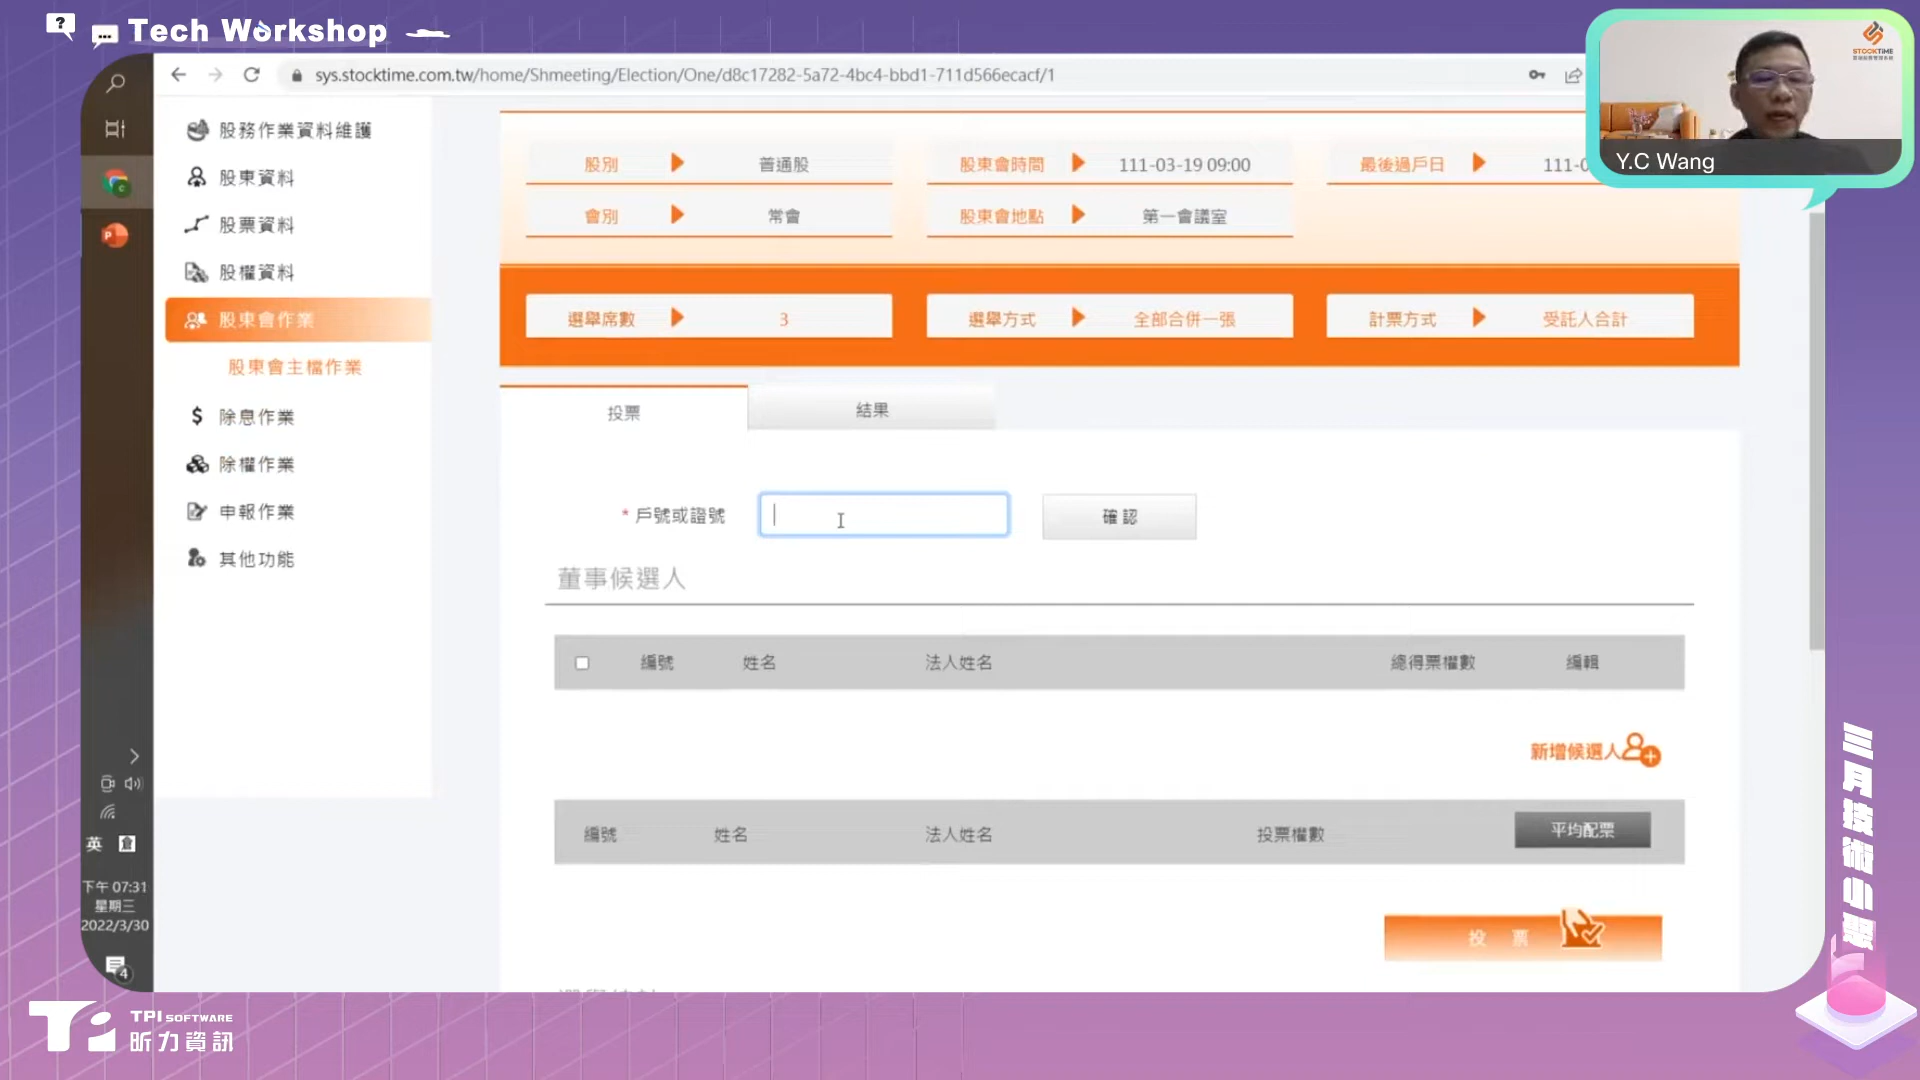 ?
Tech Workshop
sys.stocktime.com.tw/home/Shmeeting/Election/One/d8c17282-5a72-4bc4-bbd1-711d566ecacf/1
STOCKTIME
Y.C Wang
股務作業資料維護
股東資料
股票資料
股權資料
股東會作業
股東會主檔作業
除息作業
除權作業
申報作業
其他功能
股別 普通股 股東會時間 111-03-19 09:00 最後過戶日 111-0
會別 常會 股東會地點 第一會議室
選舉席數 3 選舉方式 全部合併一張 計票方式 受託人合計
投票 結果
* 戶號或證號 確認
董事候選人
編號 姓名 法人姓名 總得票權數 編輯
新增候選人
編號 姓名 法人姓名 投票權數 平均配票
投 票
英
下午 07:31
星期三
2022/3/30
4
TPI SOFTWARE
昕力資訊
三月技術日